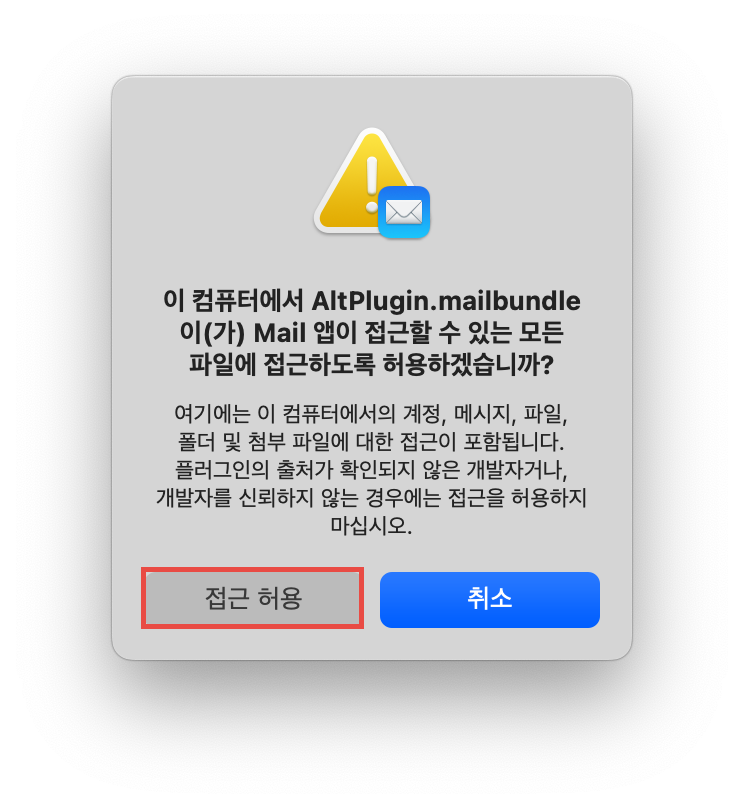 이 컴퓨터에서 AltPlugin.mailbundle
이(가) Mail 앱이 접근할 수 있는 모든
파일에 접근하도록 허용하겠습니까?
여기에는 이 컴퓨터에서의 계정, 메시지, 파일,
폴더 및 첨부 파일에 대한 접근이 포함됩니다.
플러그인의 출처가 확인되지 않은 개발자거나,
개발자를 신뢰하지 않는 경우에는 접근을 허용하지
마십시오.
접근 허용
취소